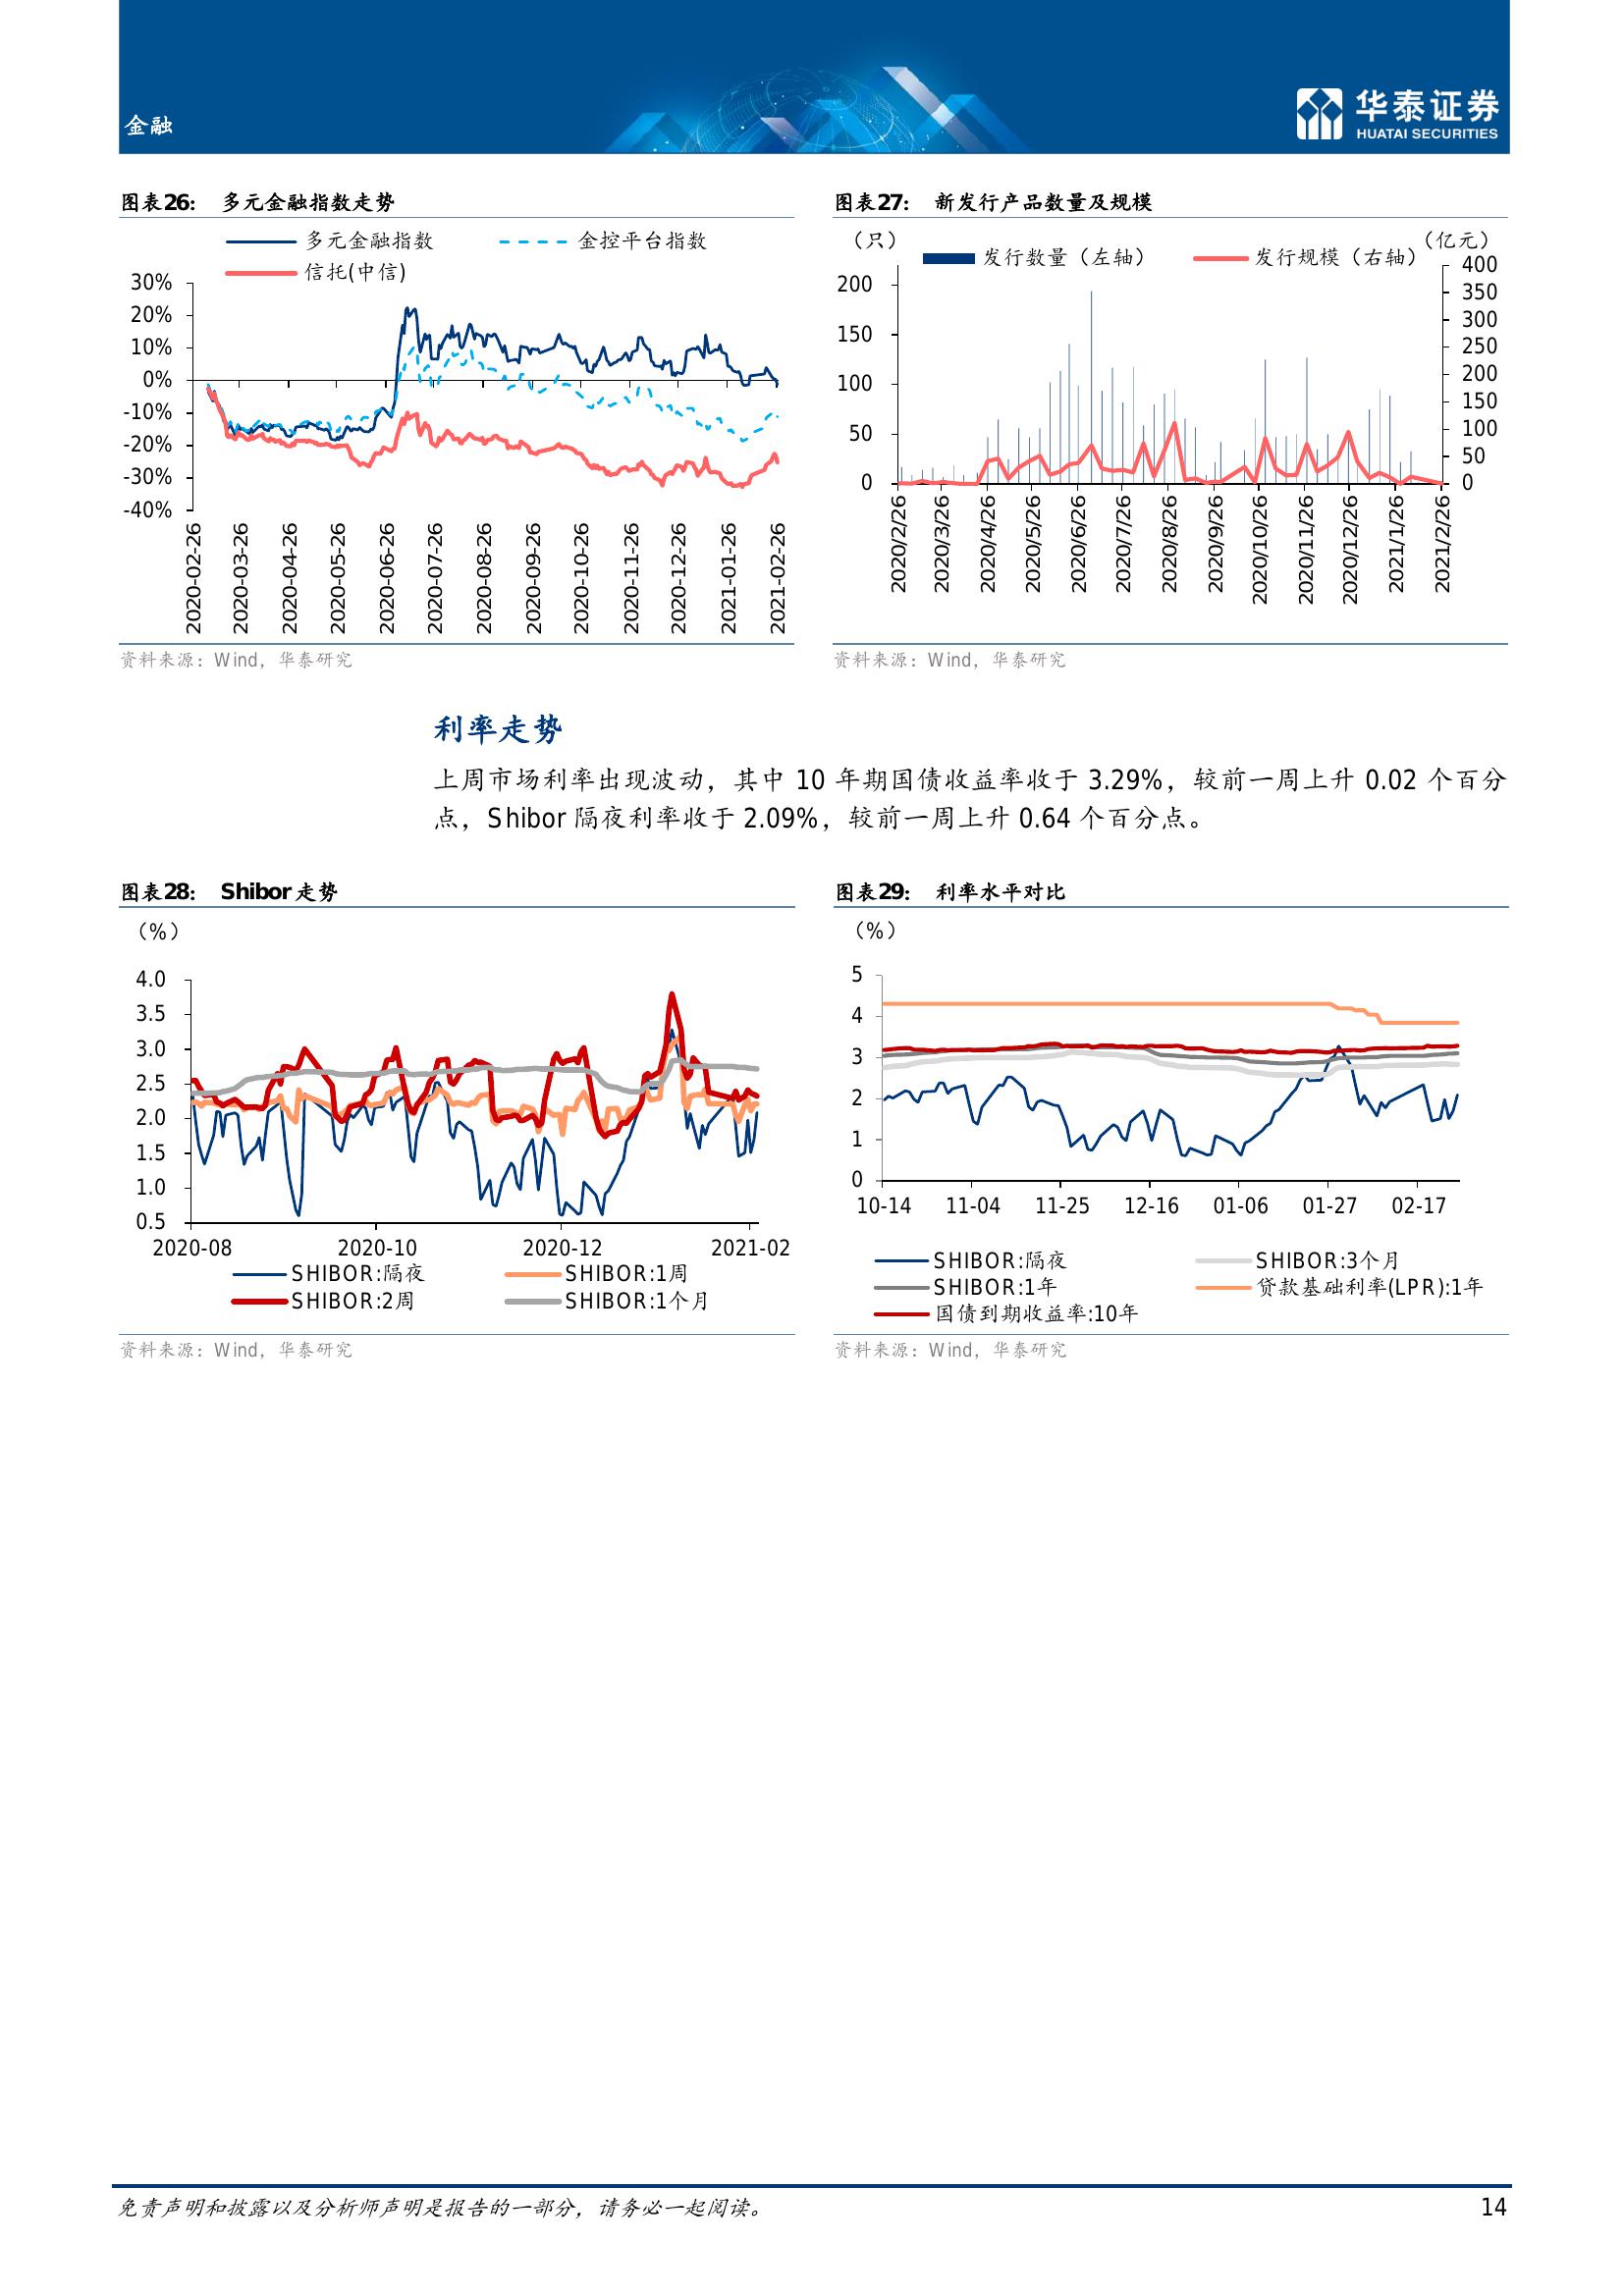 金融
华泰证券
HUATAI SECURITIES
图表26： 多元金融指数走势
多元金融指数 金控平台指数
信托(中信)
30%
20%
10%
0%
-10%
-20%
-30%
-40%
2020-02-26 2020-03-26 2020-04-26 2020-05-26 2020-06-26 2020-07-26 2020-08-26 2020-09-26 2020-10-26 2020-11-26 2020-12-26 2021-01-26 2021-02-26
资料来源：Wind，华泰研究
图表27： 新发行产品数量及规模
（只） （亿元）
发行数量（左轴） 发行规模（右轴）
200
150
100
50
0
400
350
300
250
200
150
100
50
0
2020/2/26 2020/3/26 2020/4/26 2020/5/26 2020/6/26 2020/7/26 2020/8/26 2020/9/26 2020/10/26 2020/11/26 2020/12/26 2021/1/26 2021/2/26
资料来源：Wind，华泰研究
利率走势
上周市场利率出现波动，其中 10 年期国债收益率收于 3.29%，较前一周上升 0.02 个百分
点，Shibor 隔夜利率收于 2.09%，较前一周上升 0.64 个百分点。
图表28： Shibor 走势
（%）
4.0
3.5
3.0
2.5
2.0
1.5
1.0
0.5
2020-08 2020-10 2020-12 2021-02
SHIBOR:隔夜 SHIBOR:1周
SHIBOR:2周 SHIBOR:1个月
资料来源：Wind，华泰研究
图表29： 利率水平对比
（%）
5
4
3
2
1
0
10-14 11-04 11-25 12-16 01-06 01-27 02-17
SHIBOR:隔夜 SHIBOR:3个月
SHIBOR:1年 贷款基础利率(LPR):1年
国债到期收益率:10年
资料来源：Wind，华泰研究
免责声明和披露以及分析师声明是报告的一部分，请务必一起阅读。 14